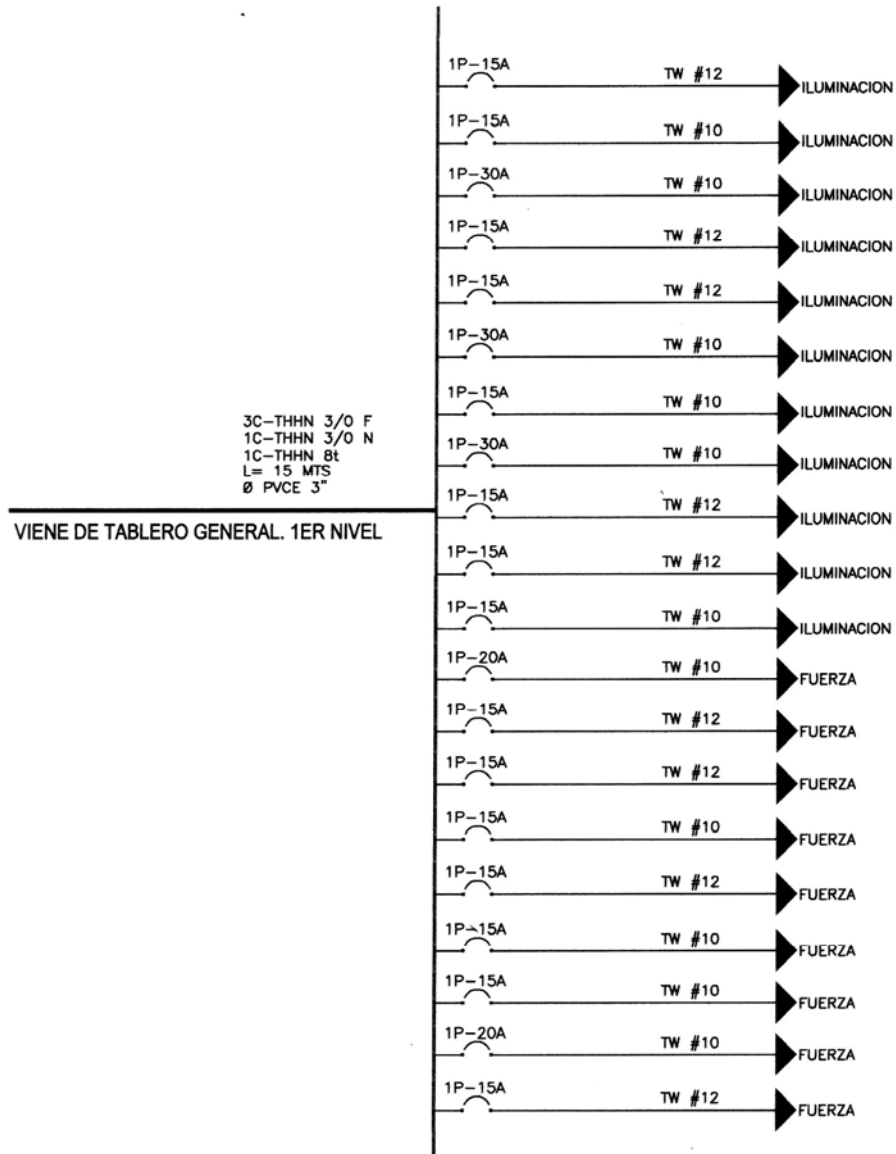 1P-15A TW #12 ILUMINACION
1P-15A TW #10 ILUMINACION
1P-30A TW #10 ILUMINACION
1P-15A TW #12 ILUMINACION
1P-15A TW #12 ILUMINACION
1P-30A TW #10 ILUMINACION
1P-15A TW #10 ILUMINACION
1P-30A TW #10 ILUMINACION
1P-15A TW #12 ILUMINACION
1P-15A TW #12 ILUMINACION
1P-15A TW #10 ILUMINACION
1P-20A TW #10 FUERZA
1P-15A TW #12 FUERZA
1P-15A TW #12 FUERZA
1P-15A TW #10 FUERZA
1P-15A TW #12 FUERZA
1P-15A TW #10 FUERZA
1P-15A TW #10 FUERZA
1P-20A TW #10 FUERZA
1P-15A TW #12 FUERZA
3C-THHN 3/0 F
1C-THHN 3/0 N
1C-THHN 8t
L= 15 MTS
Ø PVCE 3"
VIENE DE TABLERO GENERAL. 1ER NIVEL